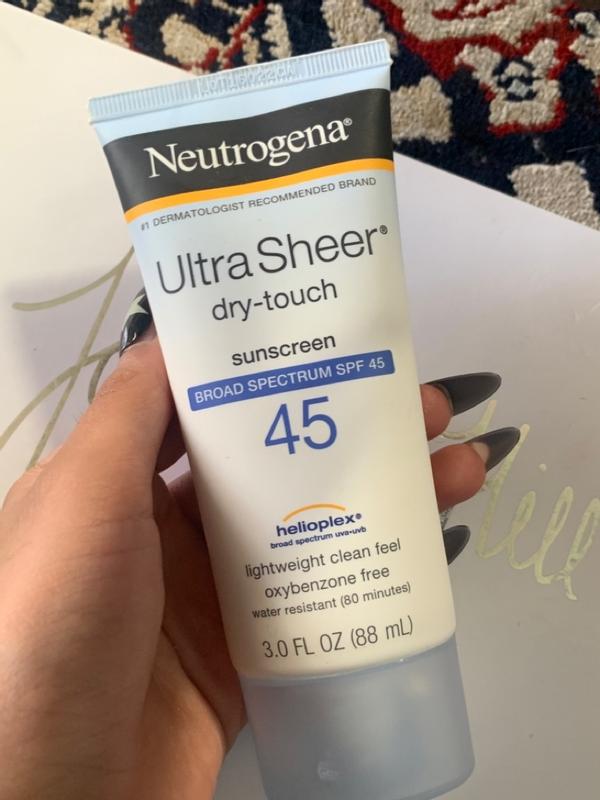 Neutrogena®
#1 DERMATOLOGIST RECOMMENDED BRAND
Ultra Sheer®
dry-touch
sunscreen
BROAD SPECTRUM SPF 45
45
helioplex®
broad spectrum uva•uvb
lightweight clean feel
oxybenzone free
water resistant (80 minutes)
3.0 FL OZ (88 mL)